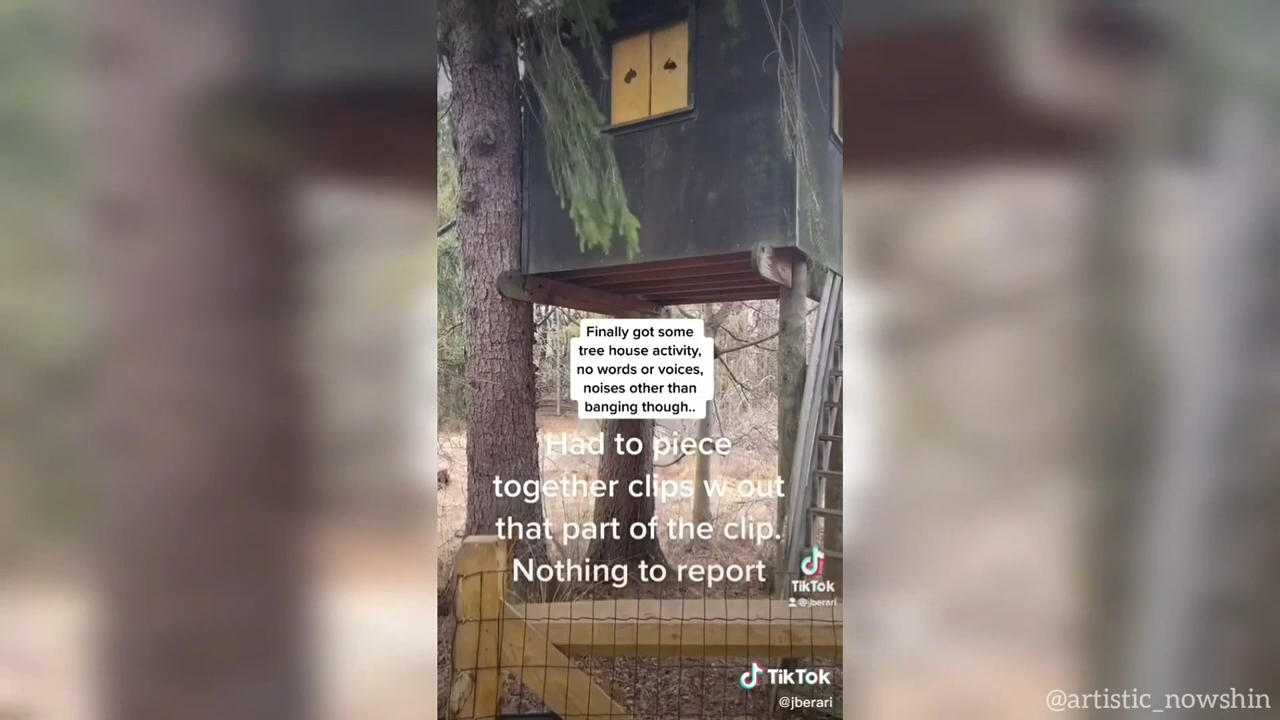 Finally got some
tree house activity,
no words or voices,
noises other than
banging though..
Had to piece
together clips w out
that part of the clip.
Nothing to report
TikTok
@jberari
TikTok
@jberari
@artistic_nowshin